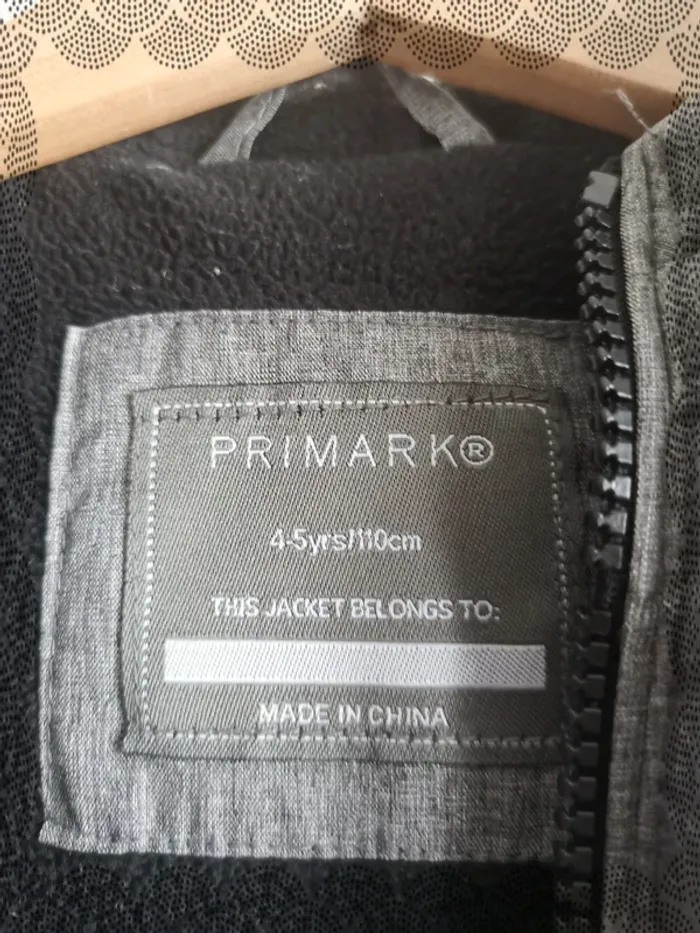 PRIMARK®
4-5yrs/110cm
THIS JACKET BELONGS TO:
MADE IN CHINA